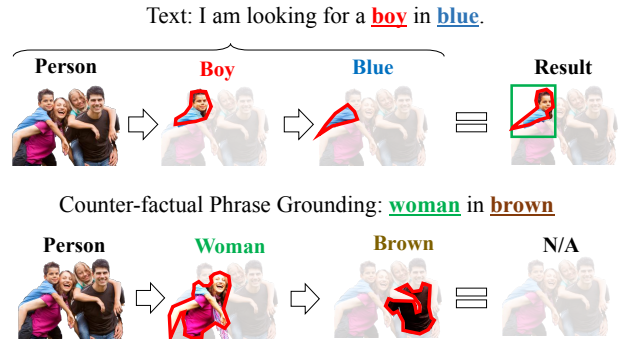 Text: I am looking for a boy in blue.
Person Boy Blue Result
Counter-factual Phrase Grounding: woman in brown
Person Woman Brown N/A